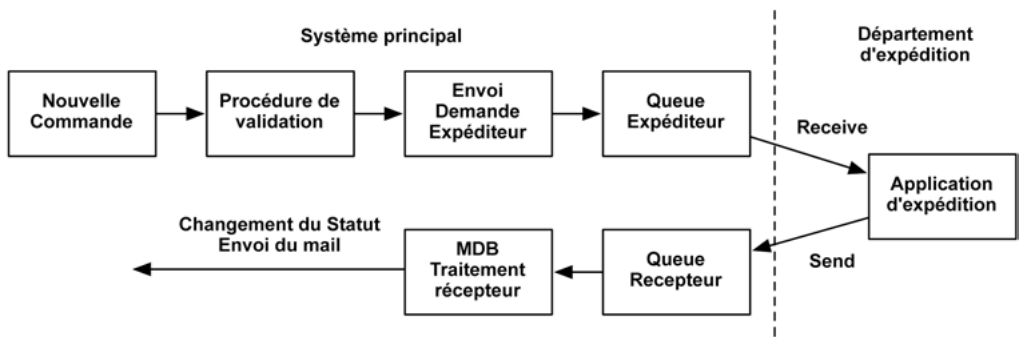 Système principal
Département
d'expédition
Nouvelle
Commande
Procédure de
validation
Envoi
Demande
Expéditeur
Queue
Expéditeur
Receive
Application
d'expédition
Changement du Statut
Envoi du mail
MDB
Traitement
récepteur
Queue
Recepteur
Send